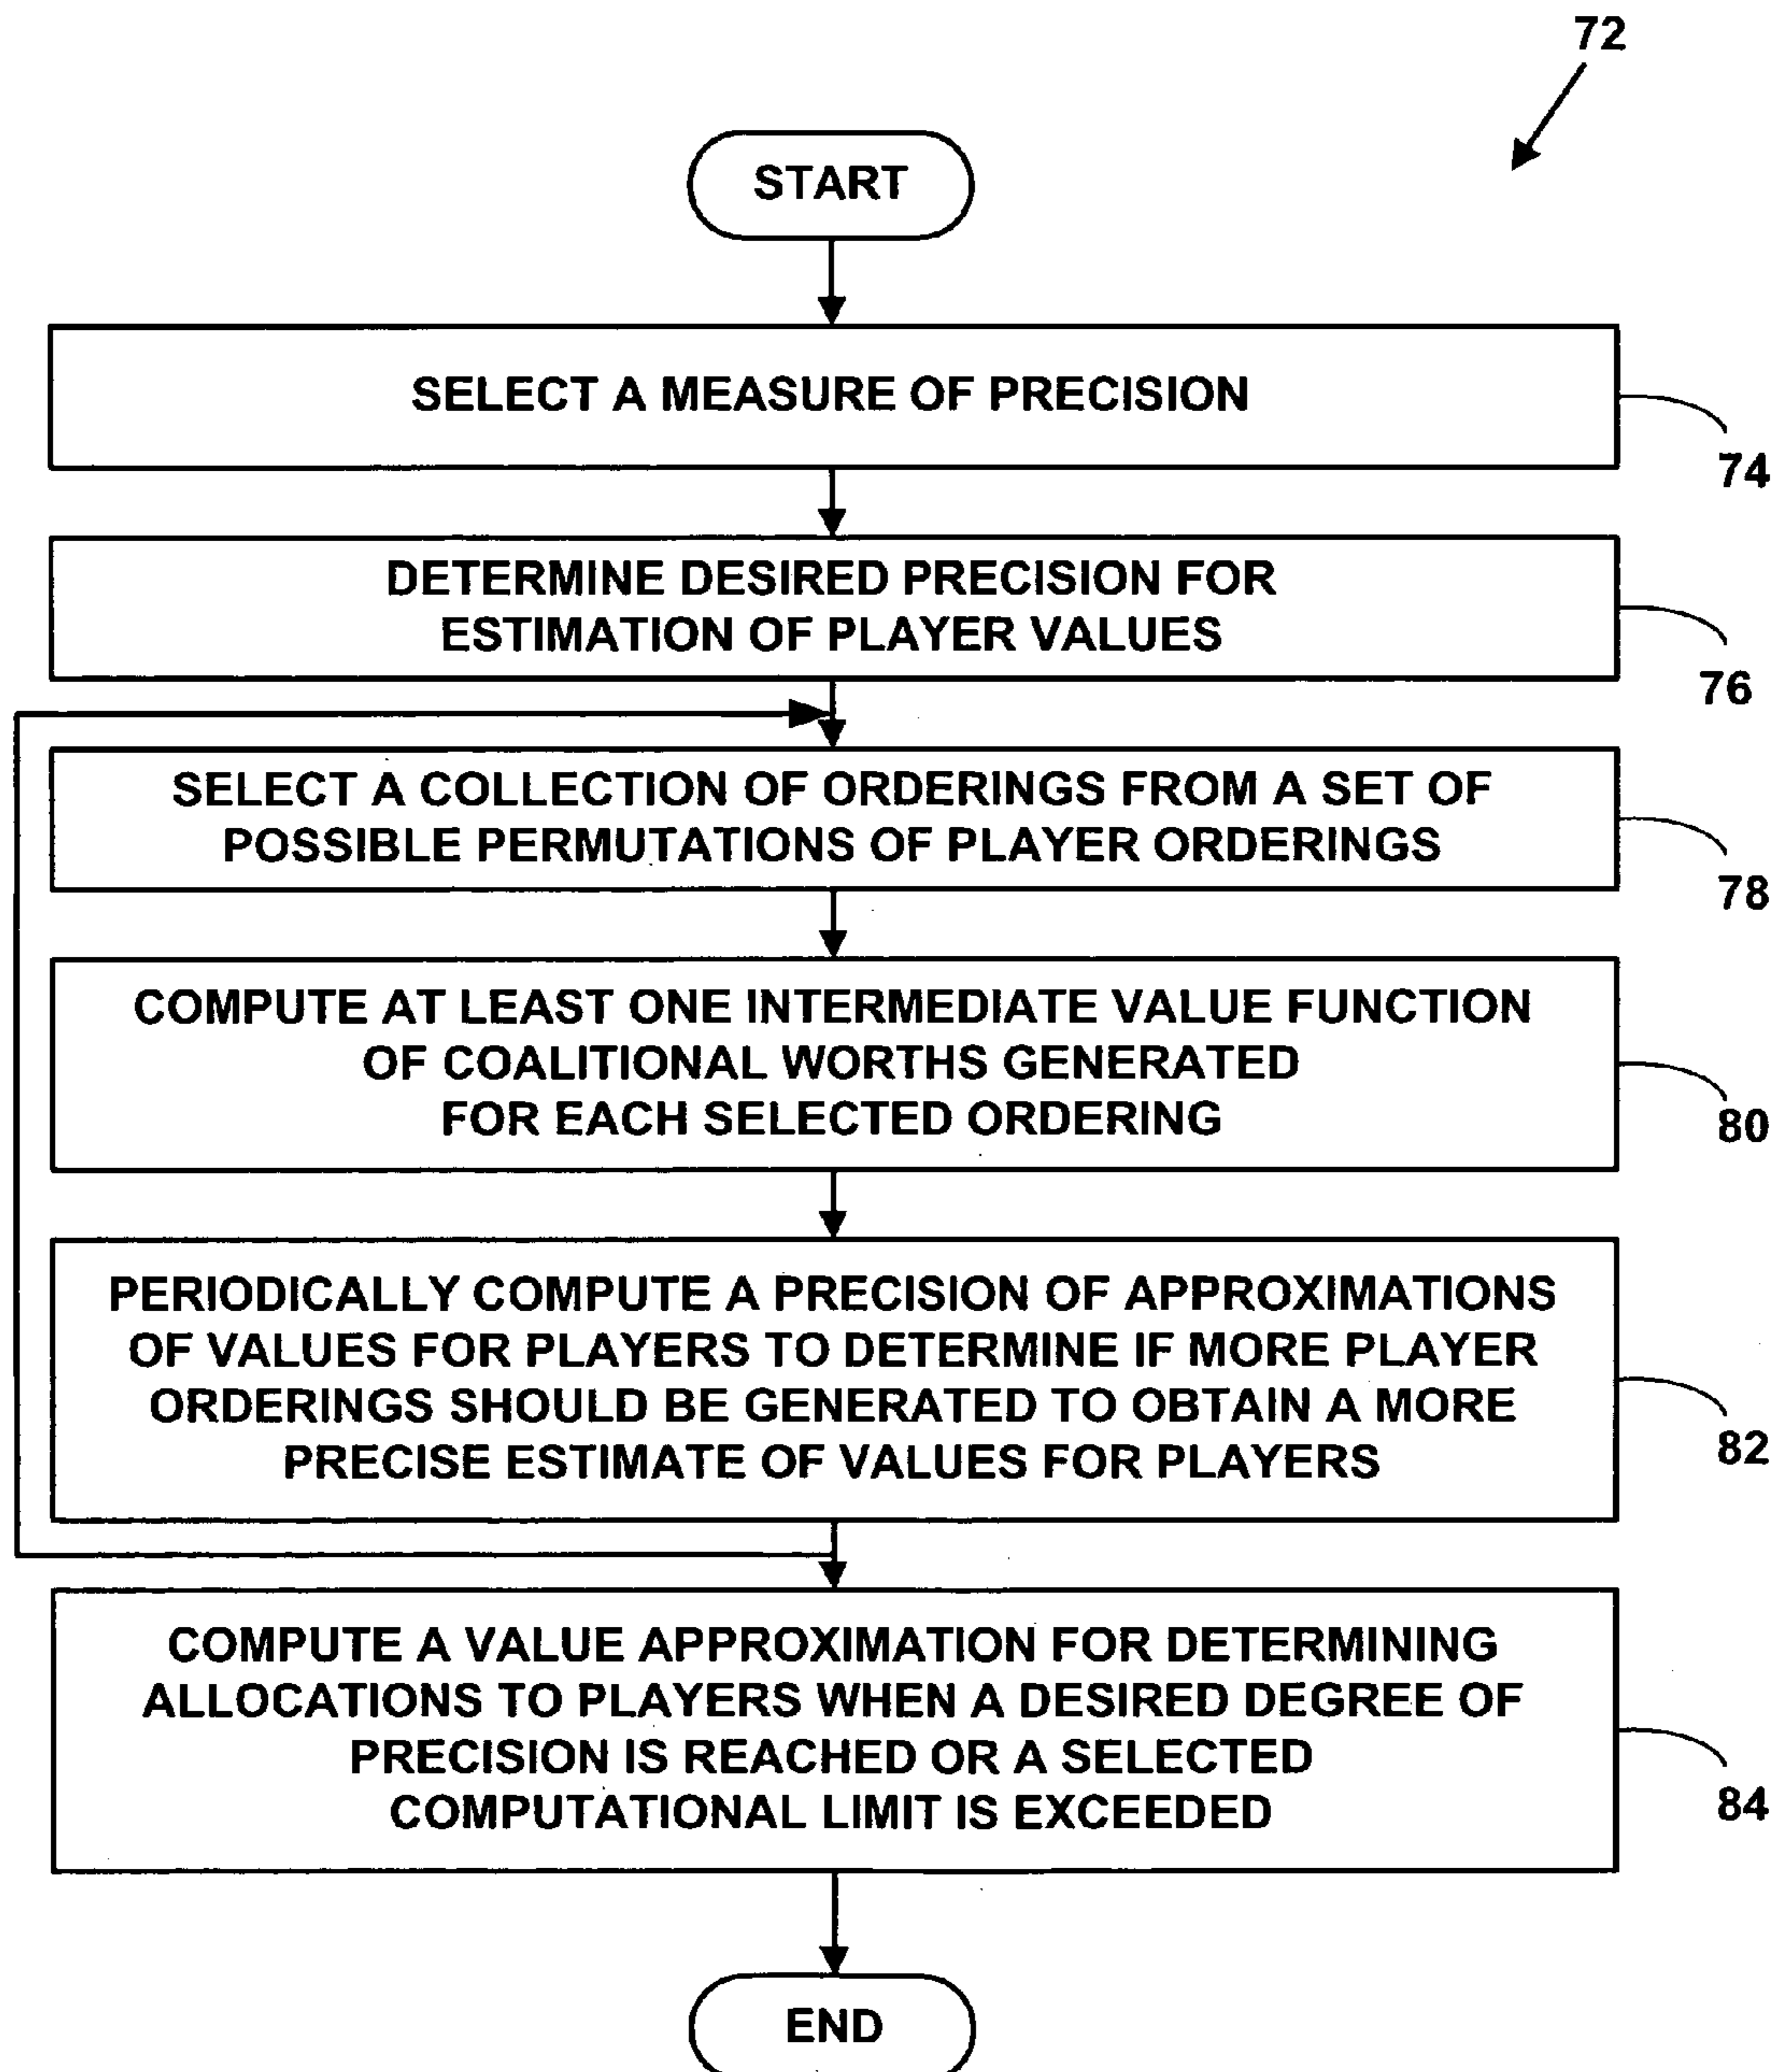 72
START
SELECT A MEASURE OF PRECISION
74
DETERMINE DESIRED PRECISION FOR
ESTIMATION OF PLAYER VALUES
76
SELECT A COLLECTION OF ORDERINGS FROM A SET OF
POSSIBLE PERMUTATIONS OF PLAYER ORDERINGS
78
COMPUTE AT LEAST ONE INTERMEDIATE VALUE FUNCTION
OF COALITIONAL WORTHS GENERATED
FOR EACH SELECTED ORDERING
80
PERIODICALLY COMPUTE A PRECISION OF APPROXIMATIONS
OF VALUES FOR PLAYERS TO DETERMINE IF MORE PLAYER
ORDERINGS SHOULD BE GENERATED TO OBTAIN A MORE
PRECISE ESTIMATE OF VALUES FOR PLAYERS
82
COMPUTE A VALUE APPROXIMATION FOR DETERMINING
ALLOCATIONS TO PLAYERS WHEN A DESIRED DEGREE OF
PRECISION IS REACHED OR A SELECTED
COMPUTATIONAL LIMIT IS EXCEEDED
84
END